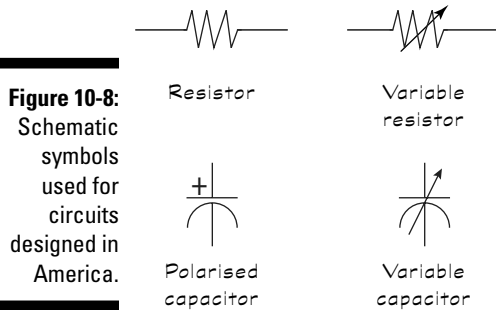 Figure 10-8:
Schematic
symbols
used for
circuits
designed in
America.
Resistor
Variable
resistor
+
Polarised
capacitor
Variable
capacitor